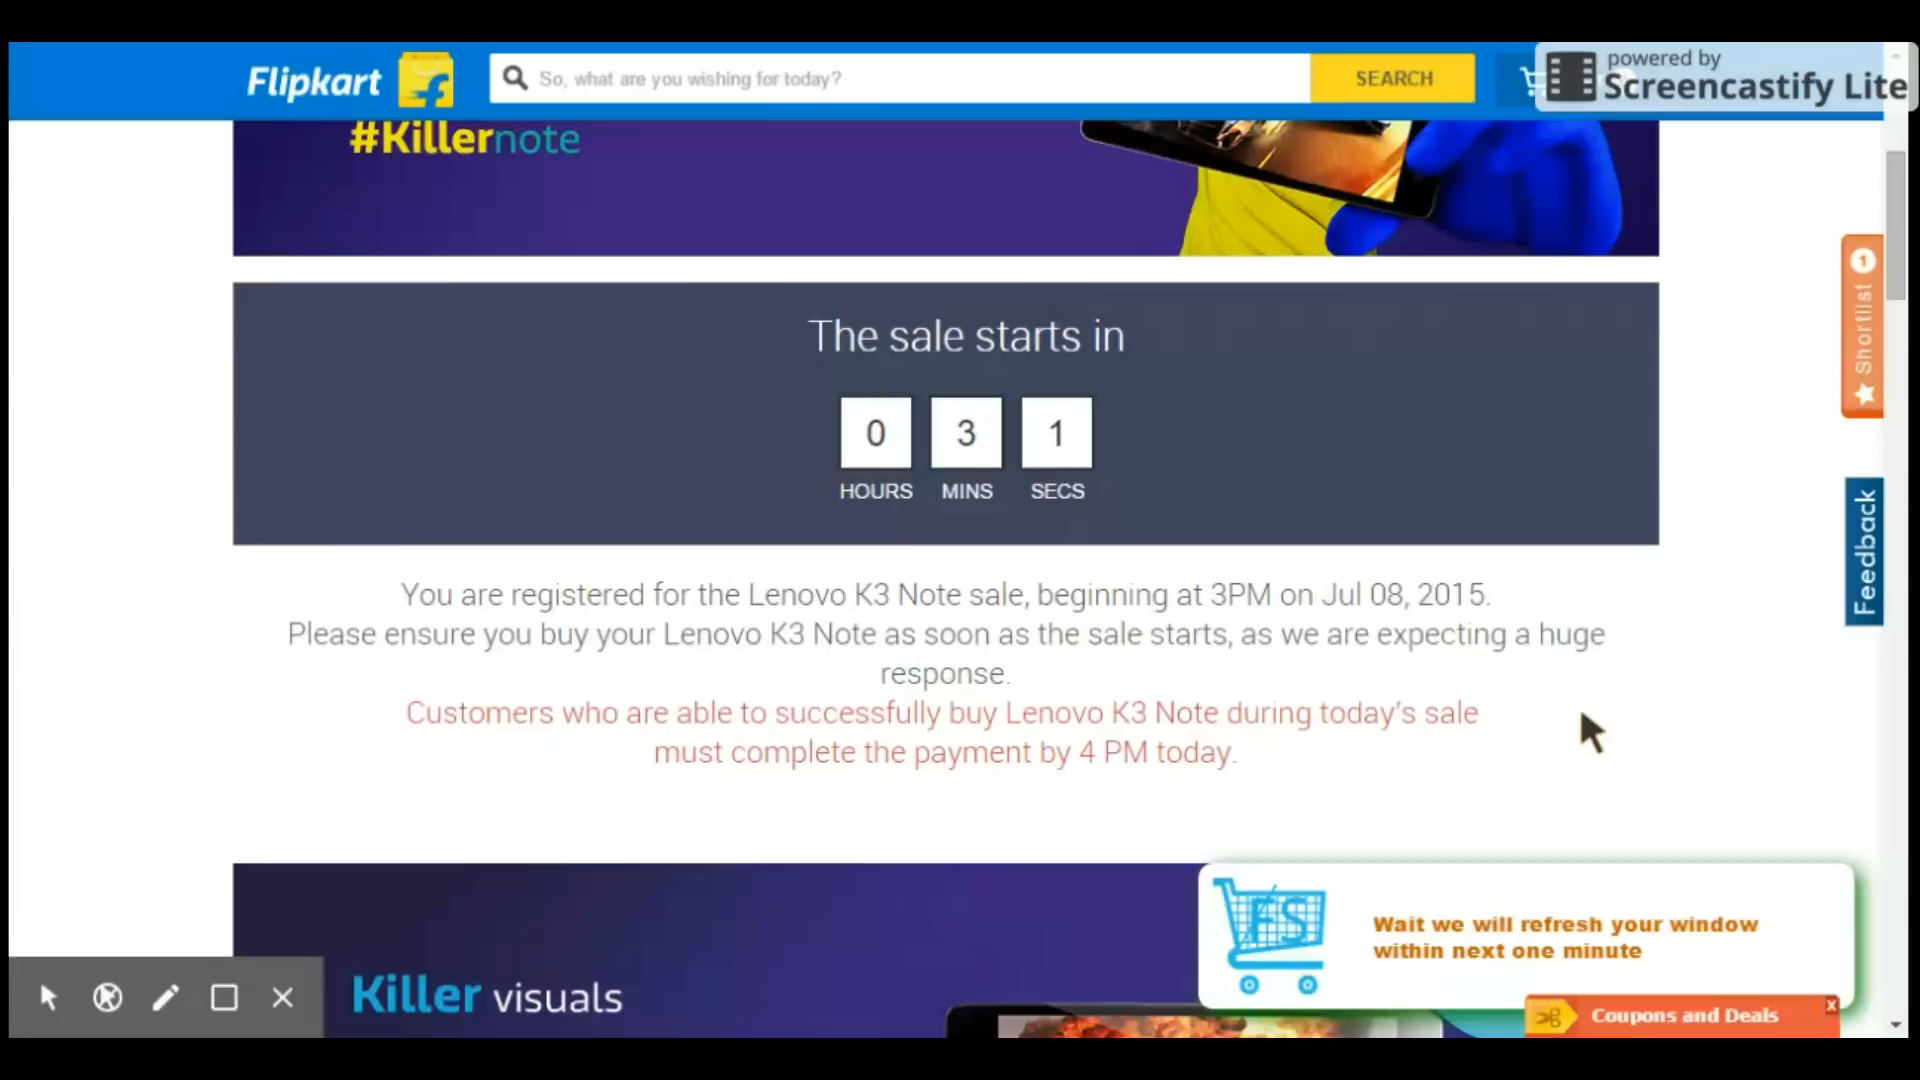 Flipkart
So, what are you wishing for today?
SEARCH
powered by
Screencastify Lite
#Killernote
The sale starts in
0 3 1
HOURS MINS SECS
You are registered for the Lenovo K3 Note sale, beginning at 3PM on Jul 08, 2015.
Please ensure you buy your Lenovo K3 Note as soon as the sale starts, as we are expecting a huge
response.
Customers who are able to successfully buy Lenovo K3 Note during today's sale
must complete the payment by 4 PM today.
Shortlist 1
Feedback
FS
Wait we will refresh your window
within next one minute
Killer visuals
Coupons and Deals
x